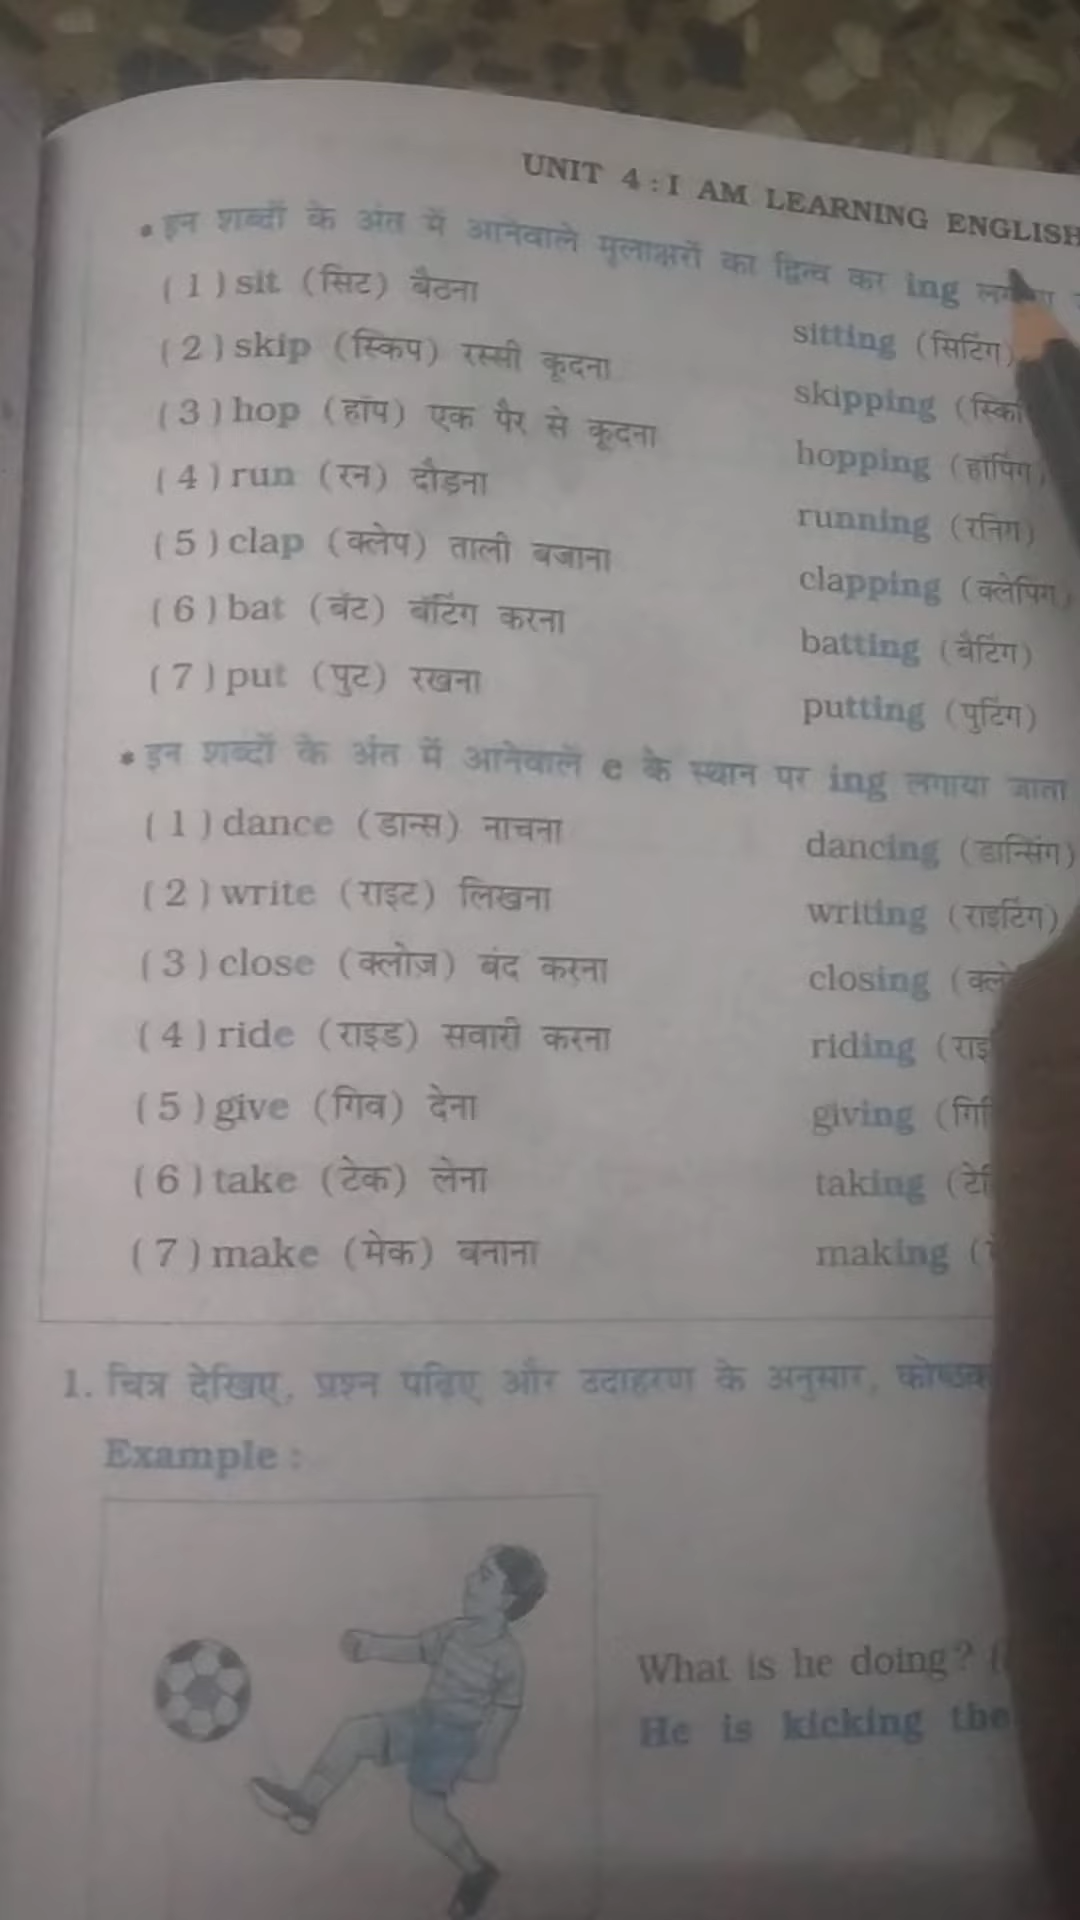 UNIT 4 : I AM LEARNING ENGLISH
• इन शब्दों के अंत में आनेवाले मूलाक्षरों का द्वित्व कर ing
( 1 ) sit (सिट) बैठना sitting (सिटिंग)
( 2 ) skip (स्किप) रस्सी कूदना skipping
( 3 ) hop (हॉप) एक पैर से कूदना hopping (हॉपिंग)
( 4 ) run (रन) दौड़ना running (रनिंग)
( 5 ) clap (क्लेप) ताली बजाना clapping (क्लेपिंग)
( 6 ) bat (बॅट) बॅटिंग करना batting (बैटिंग)
( 7 ) put (पुट) रखना putting (पुटिंग)
• इन शब्दों के अंत में आनेवाले e के स्थान पर ing लगाया जाता
( 1 ) dance (डान्स) नाचना dancing (डान्सिंग)
( 2 ) write (राइट) लिखना writing (राइटिंग)
( 3 ) close (क्लोज़) बंद करना closing
( 4 ) ride (राइड) सवारी करना riding
( 5 ) give (गिव) देना giving
( 6 ) take (टेक) लेना taking
( 7 ) make (मेक) बनाना making
1. चित्र देखिए, प्रश्न पढ़िए और उदाहरण के अनुसार, कोष्ठक
Example :
What is he doing?
He is kicking the